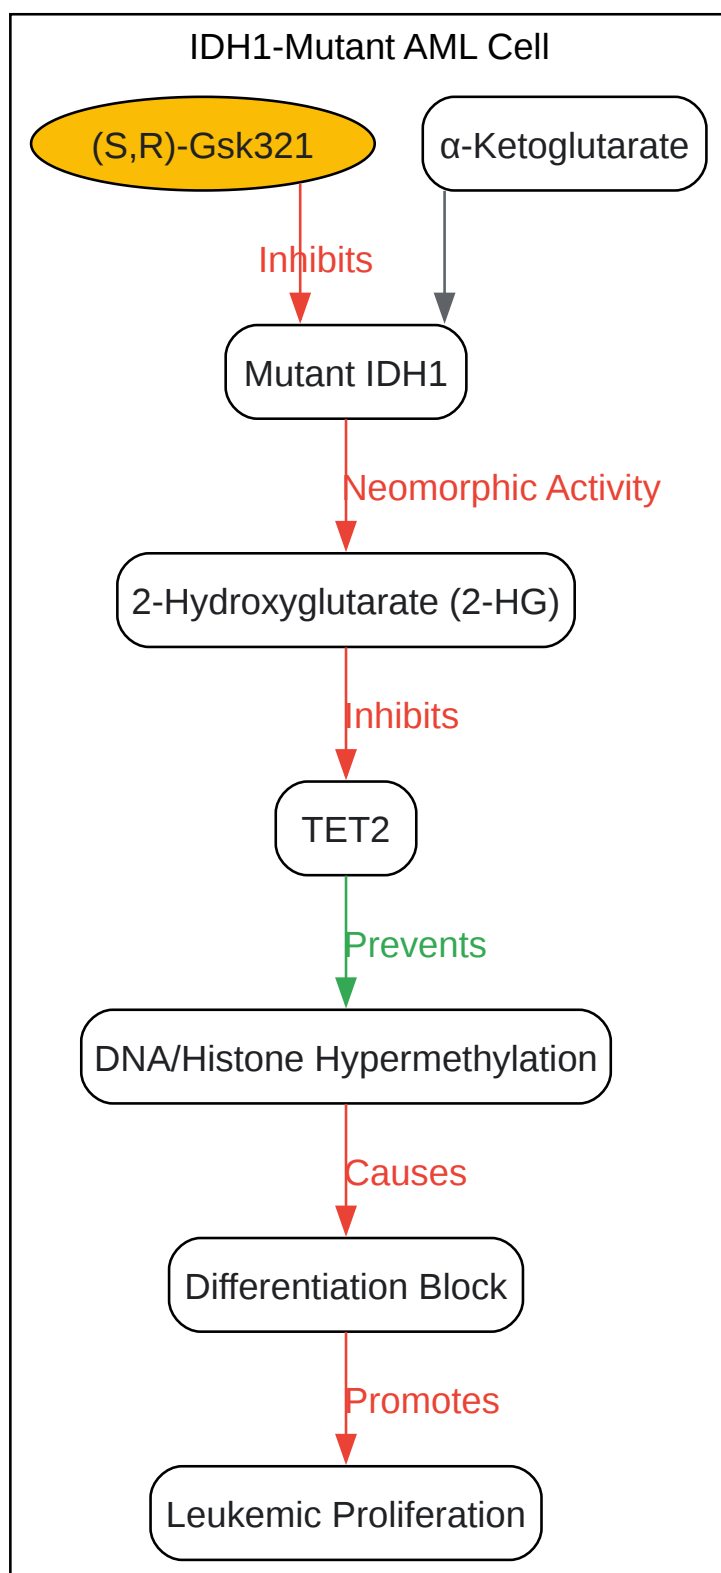 IDH1-Mutant AML Cell
(S,R)-Gsk321
α-Ketoglutarate
Inhibits
Mutant IDH1
Neomorphic Activity
2-Hydroxyglutarate (2-HG)
Inhibits
TET2
Prevents
DNA/Histone Hypermethylation
Causes
Differentiation Block
Promotes
Leukemic Proliferation